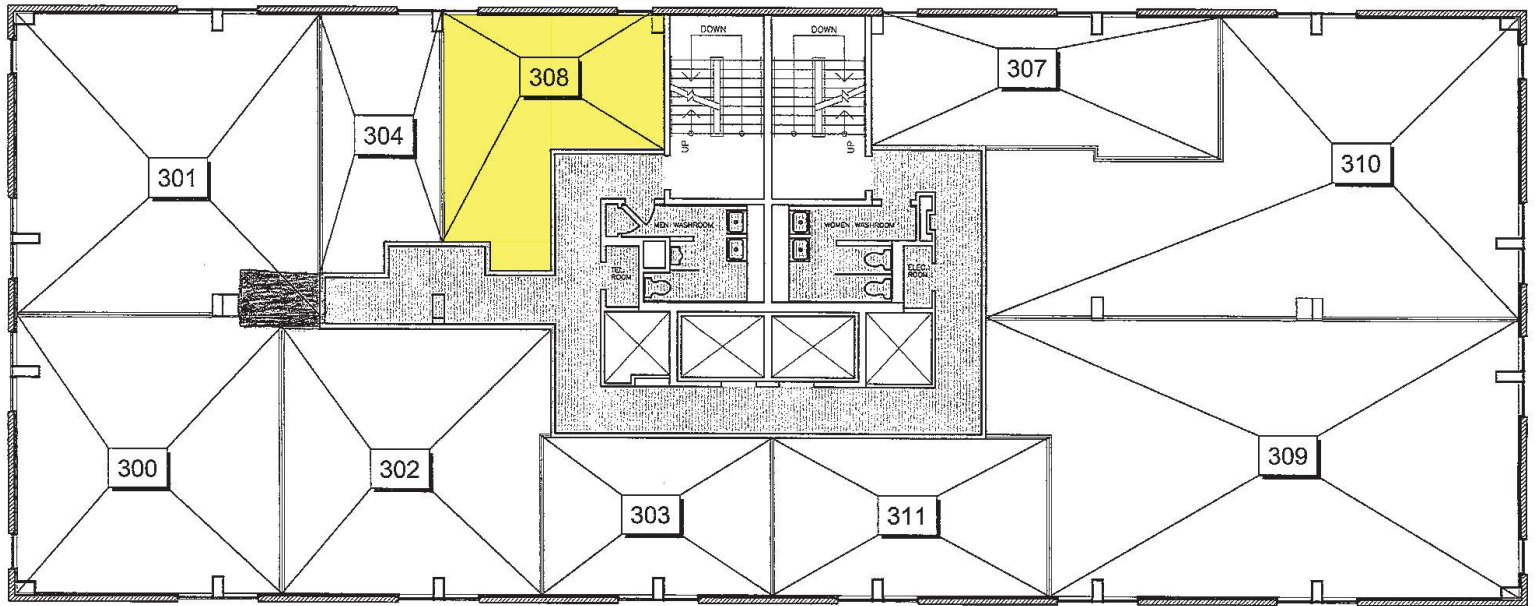 DOWN
DOWN
308
307
304
310
301
UP
UP
MEN WASHROOM
WOMEN WASHROOM
TEL.
ROOM
ELEC.
ROOM
300
302
309
303
311